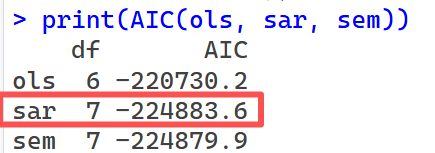 > print(AIC(ols, sar, sem))
    df       AIC
ols  6 -220730.2
sar  7 -224883.6
sem  7 -224879.9